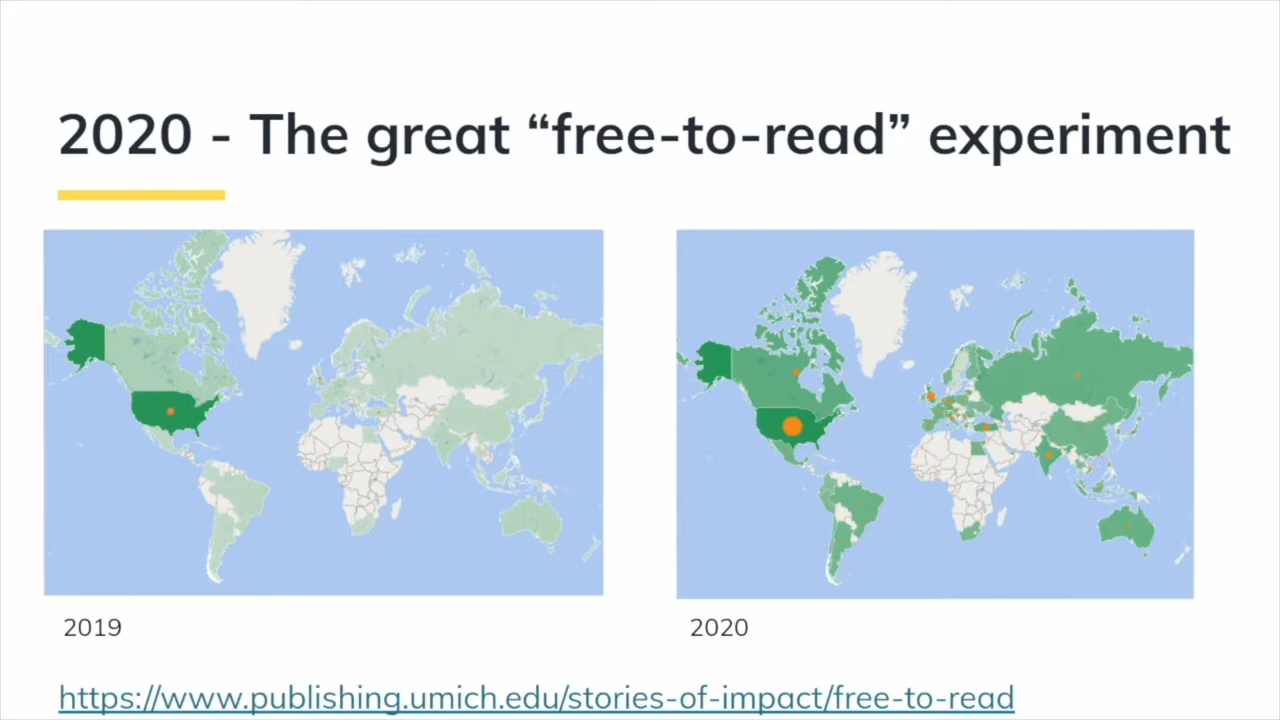 2020 - The great “free-to-read” experiment
2019
2020
https://www.publishing.umich.edu/stories-of-impact/free-to-read